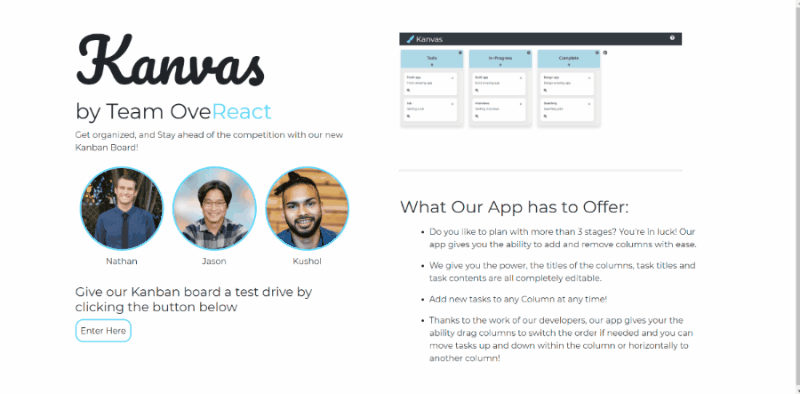 Kanvas
by Team OveReact
Get organized, and Stay ahead of the competition with our new
Kanban Board!
Nathan
Jason
Kushol
Give our Kanban board a test drive by
clicking the button below
Enter Here
Kanvas
Todo
In-Progress
Complete
What Our App has to Offer:
Do you like to plan with more than 3 stages? You're in luck! Our
app gives you the ability to add and remove columns with ease.
We give you the power, the titles of the columns, task titles and
task contents are all completely editable.
Add new tasks to any Column at any time!
Thanks to the work of our developers, our app gives your the
ability drag columns to switch the order if needed and you can
move tasks up and down within the column or horizontally to
another column!